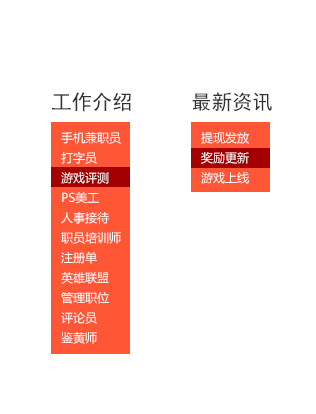 工作介绍
手机兼职员
打字员
游戏评测
PS美工
人事接待
职员培训师
注册单
英雄联盟
管理职位
评论员
鉴黄师
最新资讯
提现发放
奖励更新
游戏上线